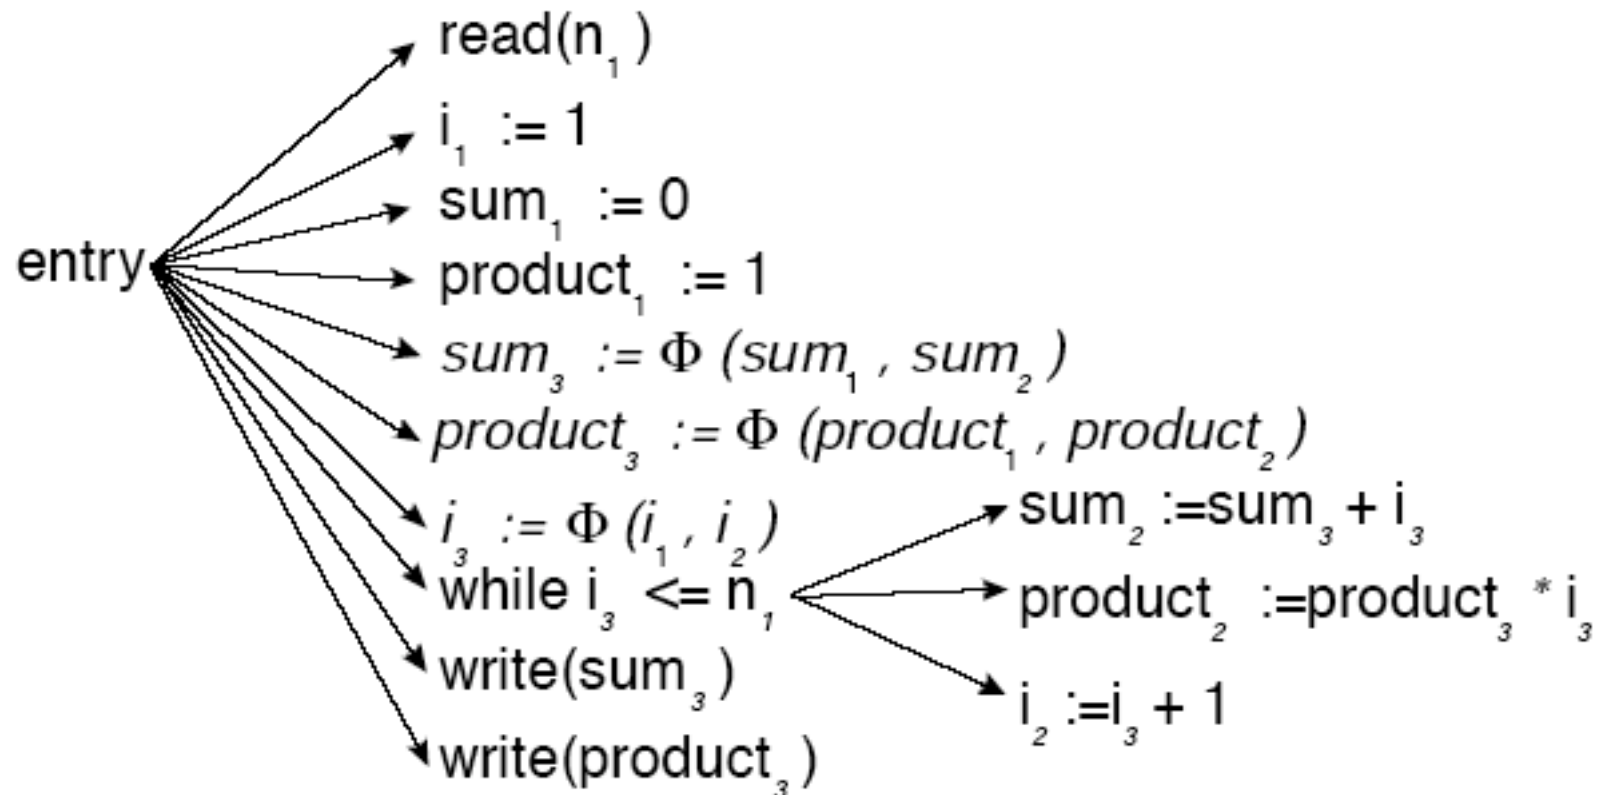 read(n₁ )
i₁ := 1
sum₁ := 0
entry
product₁ := 1
sum₃ := Φ (sum₁ , sum₂ )
product₃ := Φ (product₁ , product₂ )
i₃ := Φ (i₁ , i₂ )
while i₃ <= n₁
write(sum₃ )
write(product₃ )
sum₂ :=sum₃ + i₃
product₂ :=product₃ * i₃
i₂ :=i₃ + 1